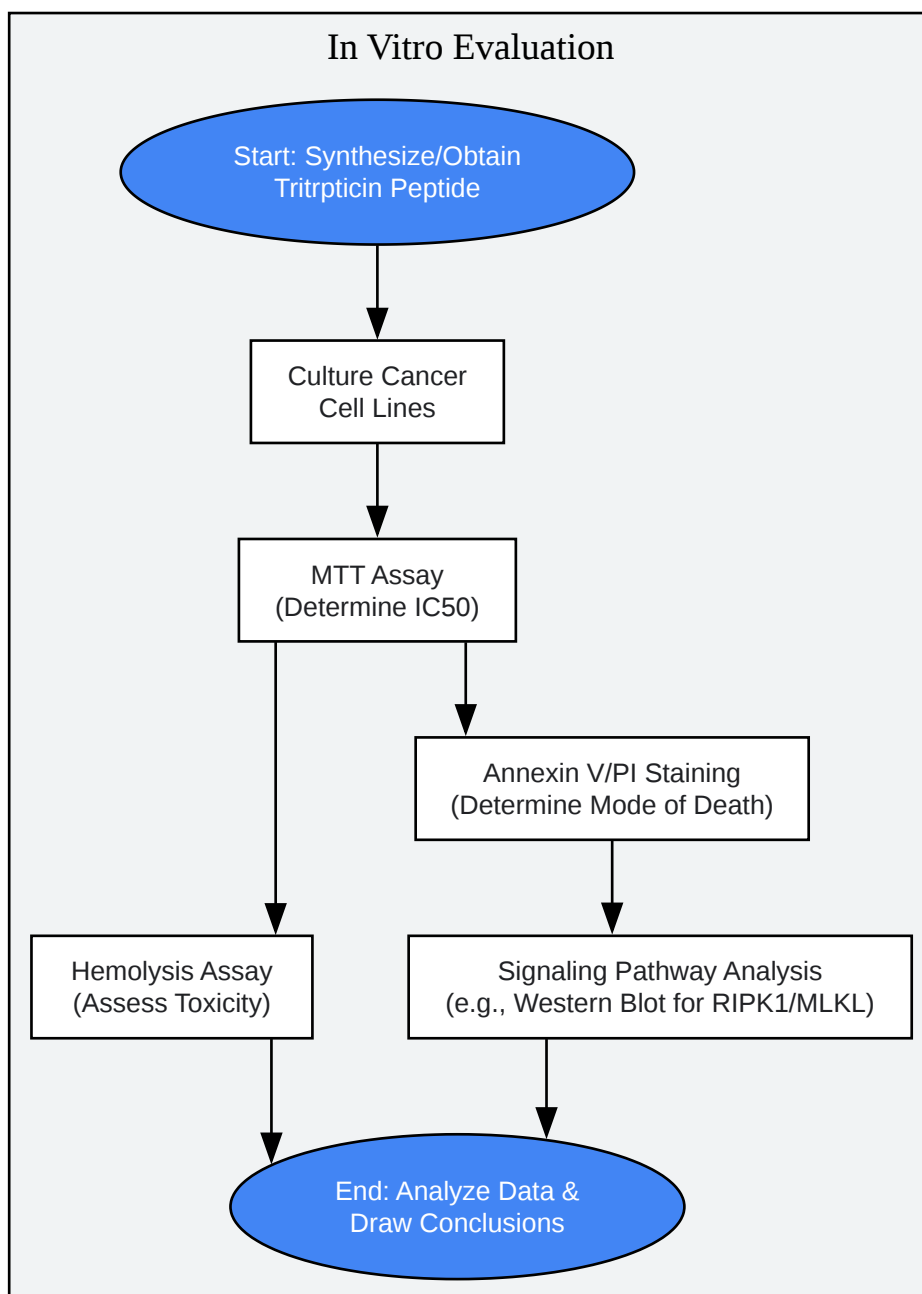 In Vitro Evaluation
Start: Synthesize/Obtain
Tritrpticin Peptide
Culture Cancer
Cell Lines
MTT Assay
(Determine IC50)
Annexin V/PI Staining
(Determine Mode of Death)
Hemolysis Assay
(Assess Toxicity)
Signaling Pathway Analysis
(e.g., Western Blot for RIPK1/MLKL)
End: Analyze Data &
Draw Conclusions